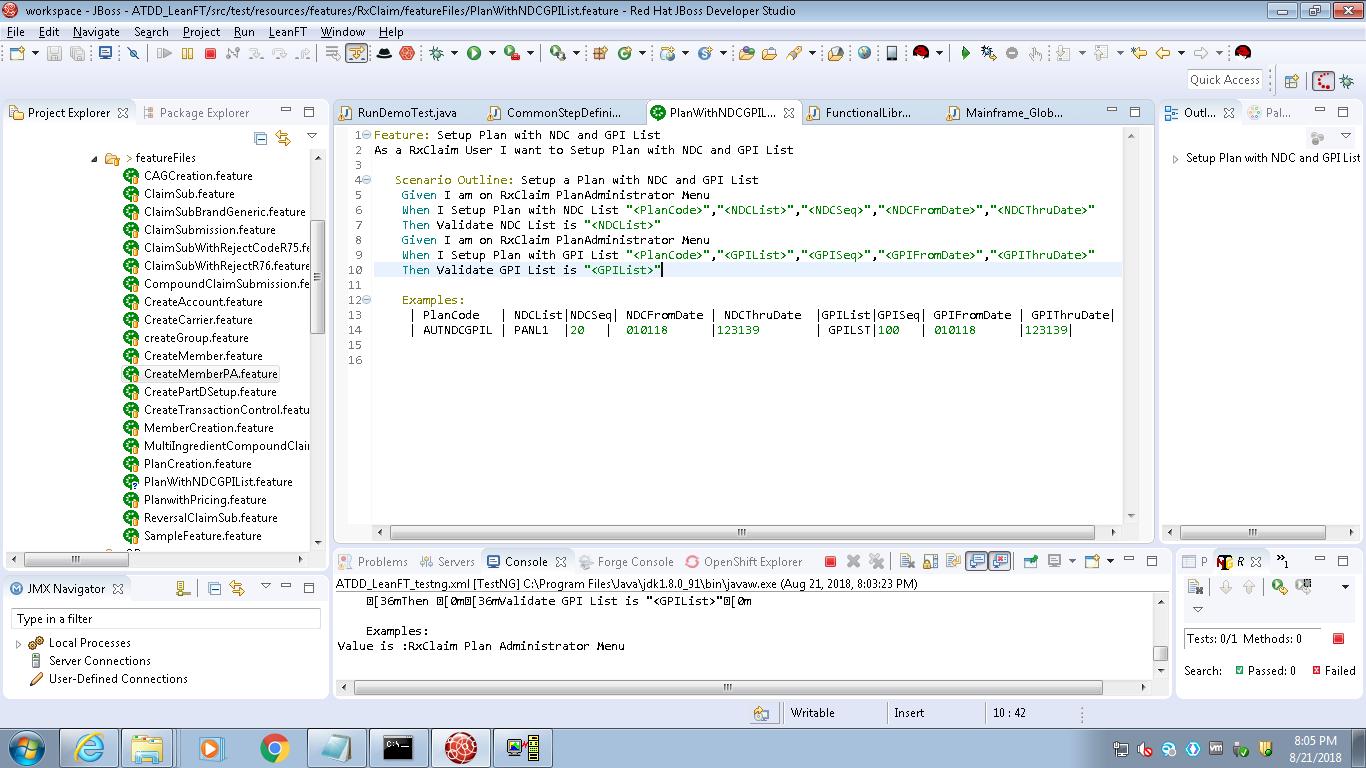 workspace - JBoss - ATDD_LeanFT/src/test/resources/features/RxClaim/featureFiles/PlanWithNDCGPIList.feature - Red Hat JBoss Developer Studio
File Edit Navigate Search Project Run LeanFT Window Help
Quick Access
Project Explorer Package Explorer
> featureFiles
CAGCreation.feature
ClaimSub.feature
ClaimSubBrandGeneric.feature
ClaimSubmission.feature
ClaimSubWithRejectCodeR75.fe
ClaimSubWithRejectR76.feature
CompoundClaimSubmission.fe
CreateAccount.feature
CreateCarrier.feature
createGroup.feature
CreateMember.feature
CreateMemberPA.feature
CreatePartDSetup.feature
CreateTransactionControl.featu
MemberCreation.feature
MultiIngredientCompoundClai
PlanCreation.feature
PlanWithNDCGPIList.feature
PlanwithPricing.feature
ReversalClaimSub.feature
SampleFeature.feature
JMX Navigator
Type in a filter
Local Processes
Server Connections
User-Defined Connections
RunDemoTest.java CommonStepDefini... PlanWithNDCGPIL... FunctionalLibr... Mainframe_Glob...
1 Feature: Setup Plan with NDC and GPI List
2 As a RxClaim User I want to Setup Plan with NDC and GPI List
3
4 Scenario Outline: Setup a Plan with NDC and GPI List
5 Given I am on RxClaim PlanAdministrator Menu
6 When I Setup Plan with NDC List "<PlanCode>","<NDCList>","<NDCSeq>","<NDCFromDate>","<NDCThruDate>"
7 Then Validate NDC List is "<NDCList>"
8 Given I am on RxClaim PlanAdministrator Menu
9 When I Setup Plan with GPI List "<PlanCode>","<GPIList>","<GPISeq>","<GPIFromDate>","<GPIThruDate>"
10 Then Validate GPI List is "<GPIList>"
11
12 Examples:
13 | PlanCode | NDCList|NDCSeq| NDCFromDate | NDCThruDate |GPIList|GPISeq| GPIFromDate | GPIThruDate|
14 | AUTNDCGPIL | PANL1 |20 | 010118 |123139 | GPILST|100 | 010118 |123139|
15
16
Outl... Pal...
Setup Plan with NDC and GPI List
Problems Servers Console Forge Console OpenShift Explorer
ATDD_LeanFT_testng.xml [TestNG] C:\Program Files\Java\jdk1.8.0_91\bin\javaw.exe (Aug 21, 2018, 8:03:23 PM)
[36mThen [0m[36mValidate GPI List is "<GPIList>"[0m
Examples:
Value is :RxClaim Plan Administrator Menu
P R »1
Tests: 0/1 Methods: 0
Search: Passed: 0 Failed
Writable Insert 10 : 42
8:05 PM
8/21/2018